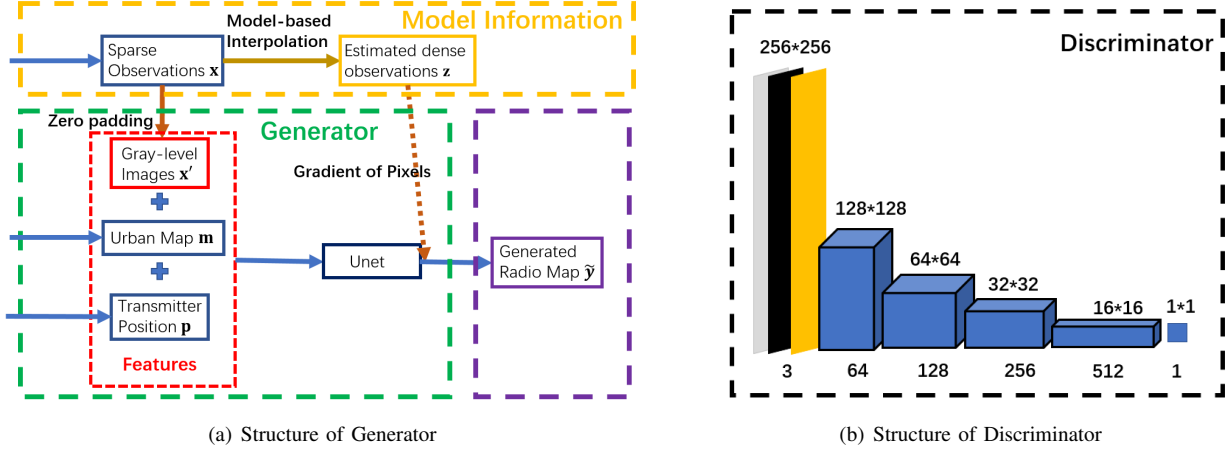 Model Information
Model-based
Interpolation
Sparse
Observations x
Estimated dense
observations z
Zero padding
Generator
Gray-level
Images x′
Gradient of Pixels
Urban Map m
Unet
Generated
Radio Map ỹ
Transmitter
Position p
Features
(a) Structure of Generator
Discriminator
256*256
128*128
64*64
32*32
16*16
1*1
3
64
128
256
512
1
(b) Structure of Discriminator